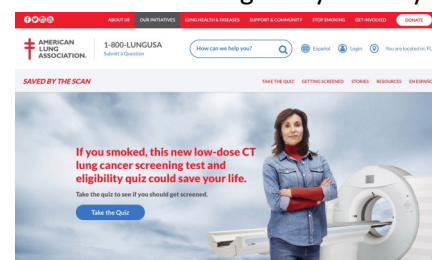 ABOUT US OUR INITIATIVES LUNG HEALTH & DISEASES SUPPORT & COMMUNITY STOP SMOKING GET INVOLVED DONATE
AMERICAN
LUNG
ASSOCIATION.
1-800-LUNGUSA
Submit a Question
How can we help you?
Español Login You are located in: FL
SAVED BY THE SCAN
TAKE THE QUIZ GETTING SCREENED STORIES RESOURCES EN ESPAÑOL
If you smoked, this new low-dose CT
lung cancer screening test and
eligibility quiz could save your life.
Take the quiz to see if you should get screened.
Take the Quiz